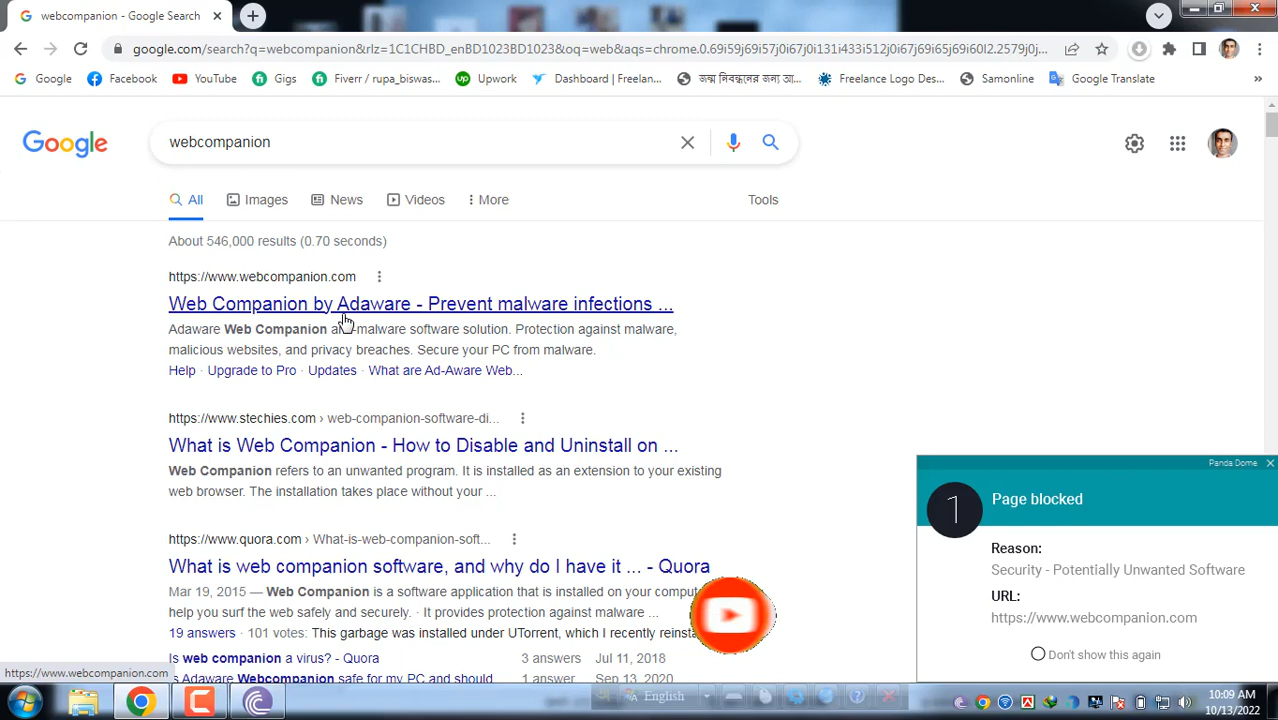 webcompanion - Google Search
google.com/search?q=webcompanion&rlz=1C1CHBD_enBD1023BD1023&oq=web&aqs=chrome.0.69i59j69i57j0i67j0i131i433i512j0i67j69i65j69i60l2.2579j0j...
Google Facebook YouTube Gigs Fiverr / rupa_biswas... Upwork Dashboard | Freelan... জন্ম নিবন্ধনের জন্য আ... Freelance Logo Des... Samonline Google Translate »
Google
webcompanion
All Images News Videos More Tools
About 546,000 results (0.70 seconds)
https://www.webcompanion.com
Web Companion by Adaware - Prevent malware infections ...
Adaware Web Companion malware software solution. Protection against malware,
malicious websites, and privacy breaches. Secure your PC from malware.
Help · Upgrade to Pro · Updates · What are Ad-Aware Web...
https://www.stechies.com › web-companion-software-di...
What is Web Companion - How to Disable and Uninstall on ...
Web Companion refers to an unwanted program. It is installed as an extension to your existing
web browser. The installation takes place without your ...
https://www.quora.com › What-is-web-companion-soft...
What is web companion software, and why do I have it ... - Quora
Mar 19, 2015 — Web Companion is a software application that is installed on your
help you surf the web safely and securely. · It provides protection against malware ...
19 answers · 101 votes: This garbage was installed under UTorrent, which I recently
Is web companion a virus? - Quora 3 answers Jul 11, 2018
Is Adaware Webcompanion safe for my PC and should 1 answer Sep 13, 2020
Panda Dome
1
Page blocked
Reason:
Security - Potentially Unwanted Software
URL:
https://www.webcompanion.com
Don't show this again
https://www.webcompanion.com
English
10:09 AM
10/13/2022